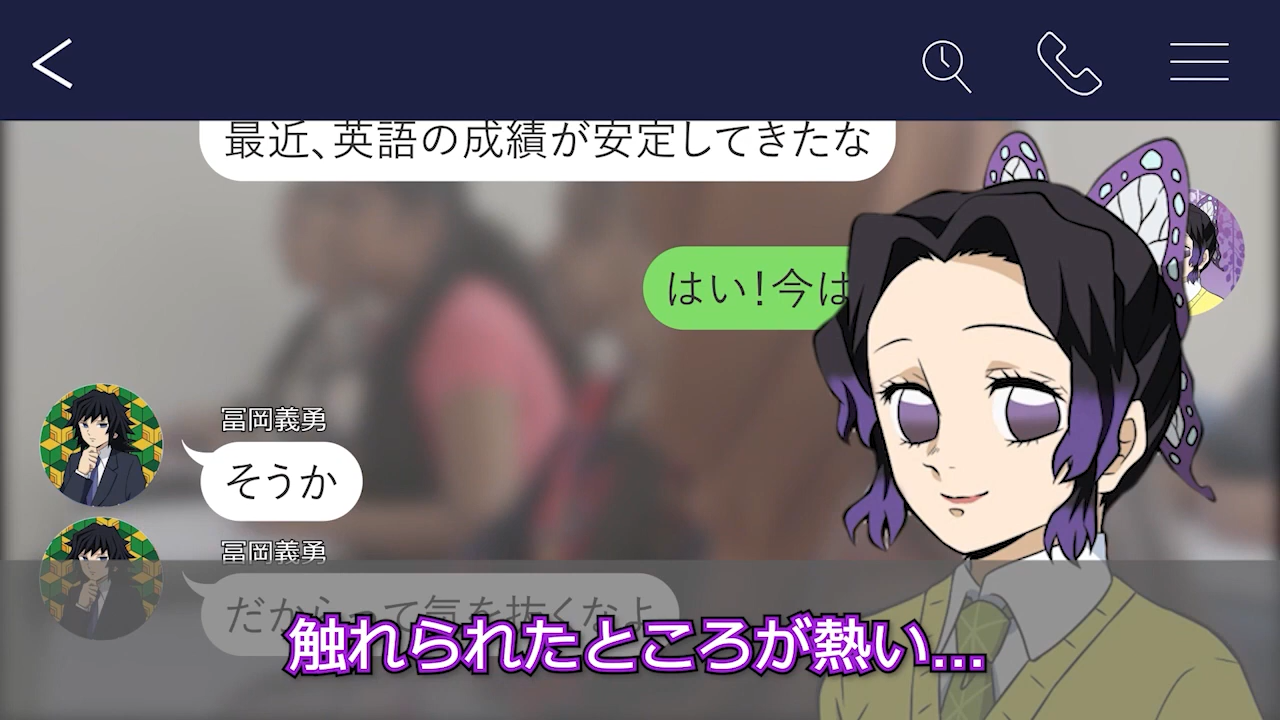 最近、英語の成績が安定してきたな
はい！今は
冨岡義勇
そうか
冨岡義勇
だからって気を抜くなよ
触れられたところが熱い…